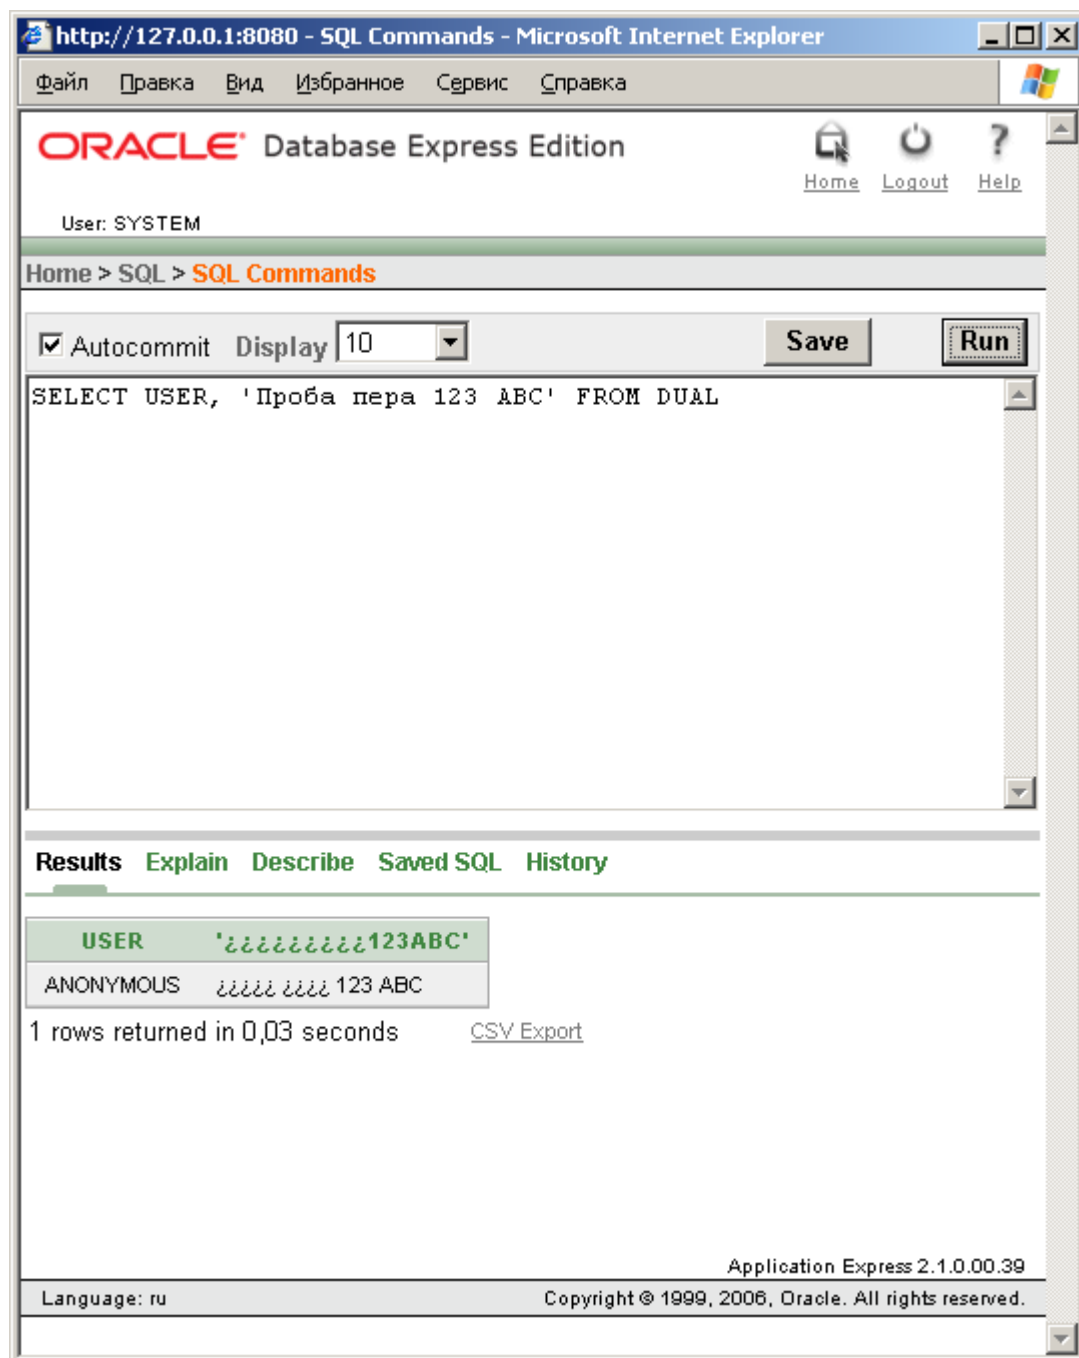 http://127.0.0.1:8080 - SQL Commands - Microsoft Internet Explorer
Файл Правка Вид Избранное Сервис Справка
ORACLE Database Express Edition
Home Logout Help
User: SYSTEM
Home > SQL > SQL Commands
Autocommit Display 10 Save Run
SELECT USER, 'Проба пера 123 ABC' FROM DUAL
Results Explain Describe Saved SQL History
USER '¿¿¿¿¿¿¿¿¿123ABC'
ANONYMOUS ¿¿¿¿¿ ¿¿¿¿ 123 ABC
1 rows returned in 0,03 seconds CSV Export
Application Express 2.1.0.00.39
Language: ru Copyright © 1999, 2006, Oracle. All rights reserved.